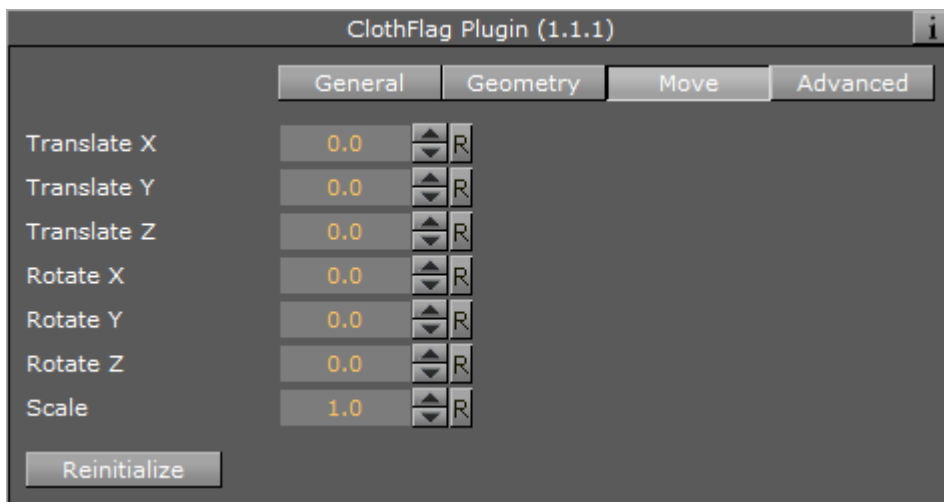 ClothFlag Plugin (1.1.1) i
General Geometry Move Advanced
Translate X 0.0 R
Translate Y 0.0 R
Translate Z 0.0 R
Rotate X 0.0 R
Rotate Y 0.0 R
Rotate Z 0.0 R
Scale 1.0 R
Reinitialize